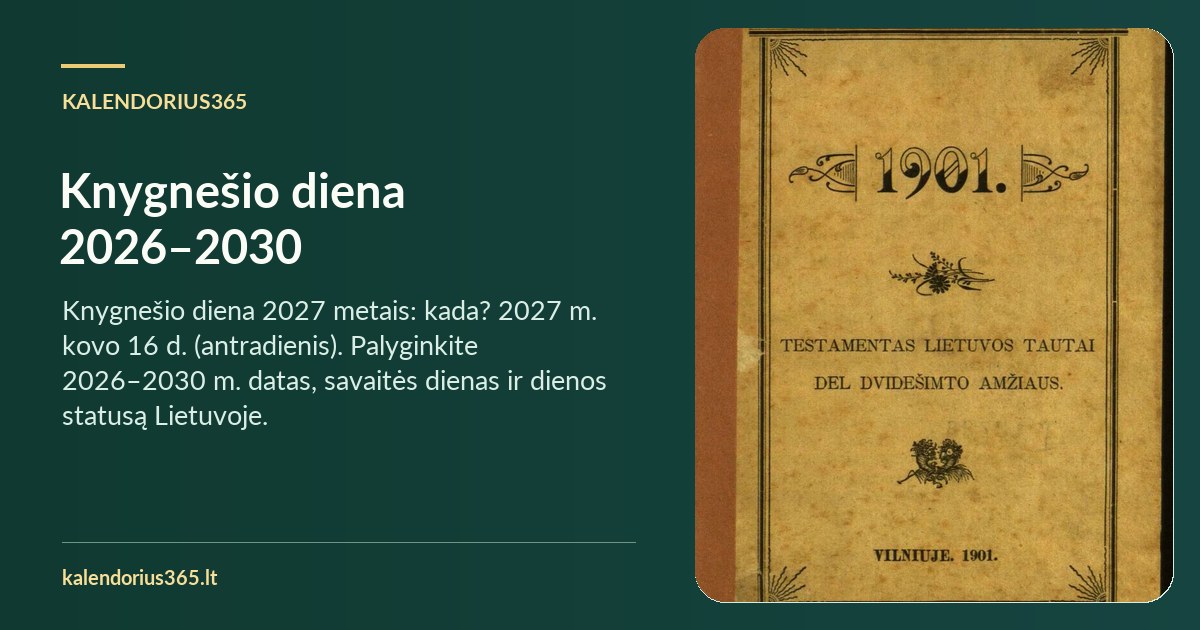 KALENDORIUS365
Knygnešio diena
2026–2030
Knygnešio diena 2027 metais: kada? 2027 m.
kovo 16 d. (antradienis). Palyginkite
2026–2030 m. datas, savaitės dienas ir dienos
statusą Lietuvoje.
kalendorius365.lt
1901.
TESTAMENTAS LIETUVOS TAUTAI
DEL DVIDEŠIMTO AMŽIAUS.
VILNIUJE. 1901.